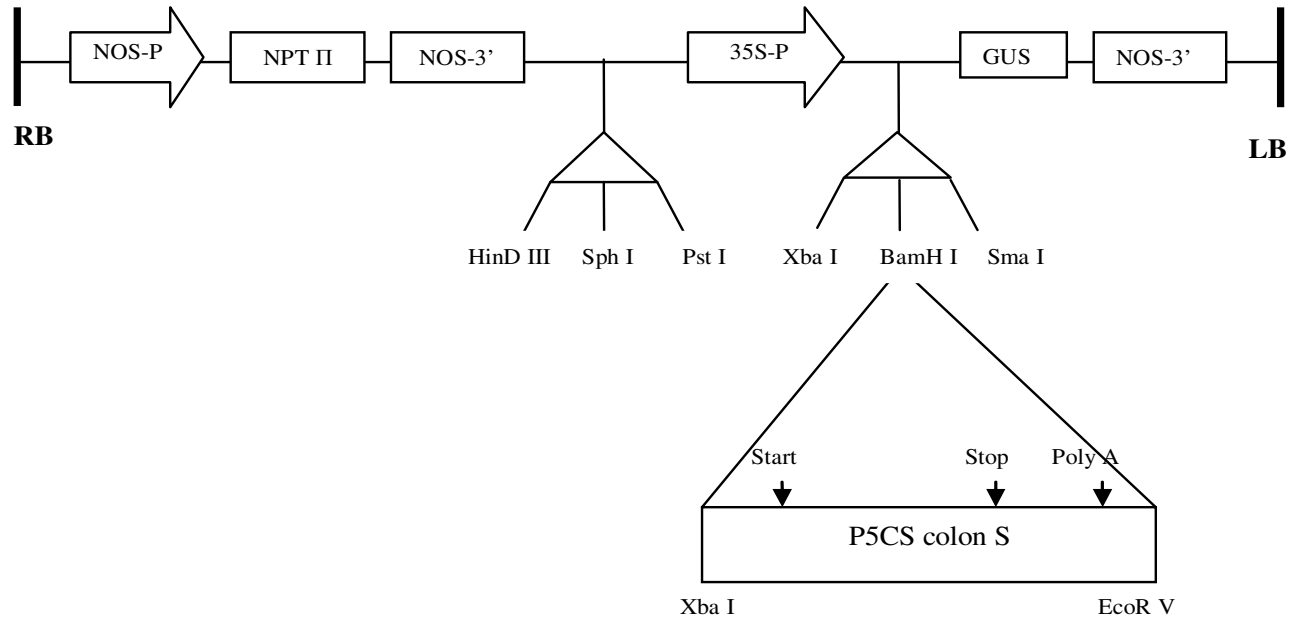 NOS-P NPT Π NOS-3’ 35S-P GUS NOS-3’
RB LB
HinD III Sph I Pst I Xba I BamH I Sma I
Start Stop Poly A
P5CS colon S
Xba I EcoR V